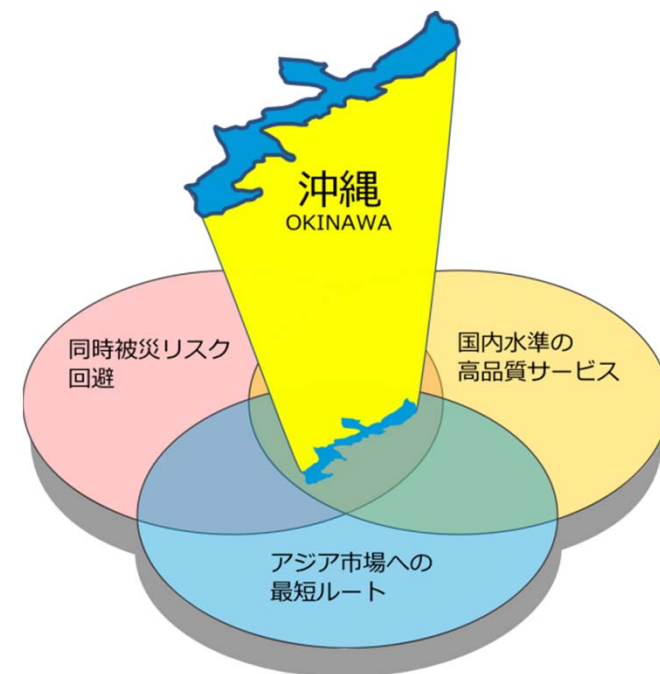 沖縄
OKINAWA
同時被災リスク
回避
国内水準の
高品質サービス
アジア市場への
最短ルート